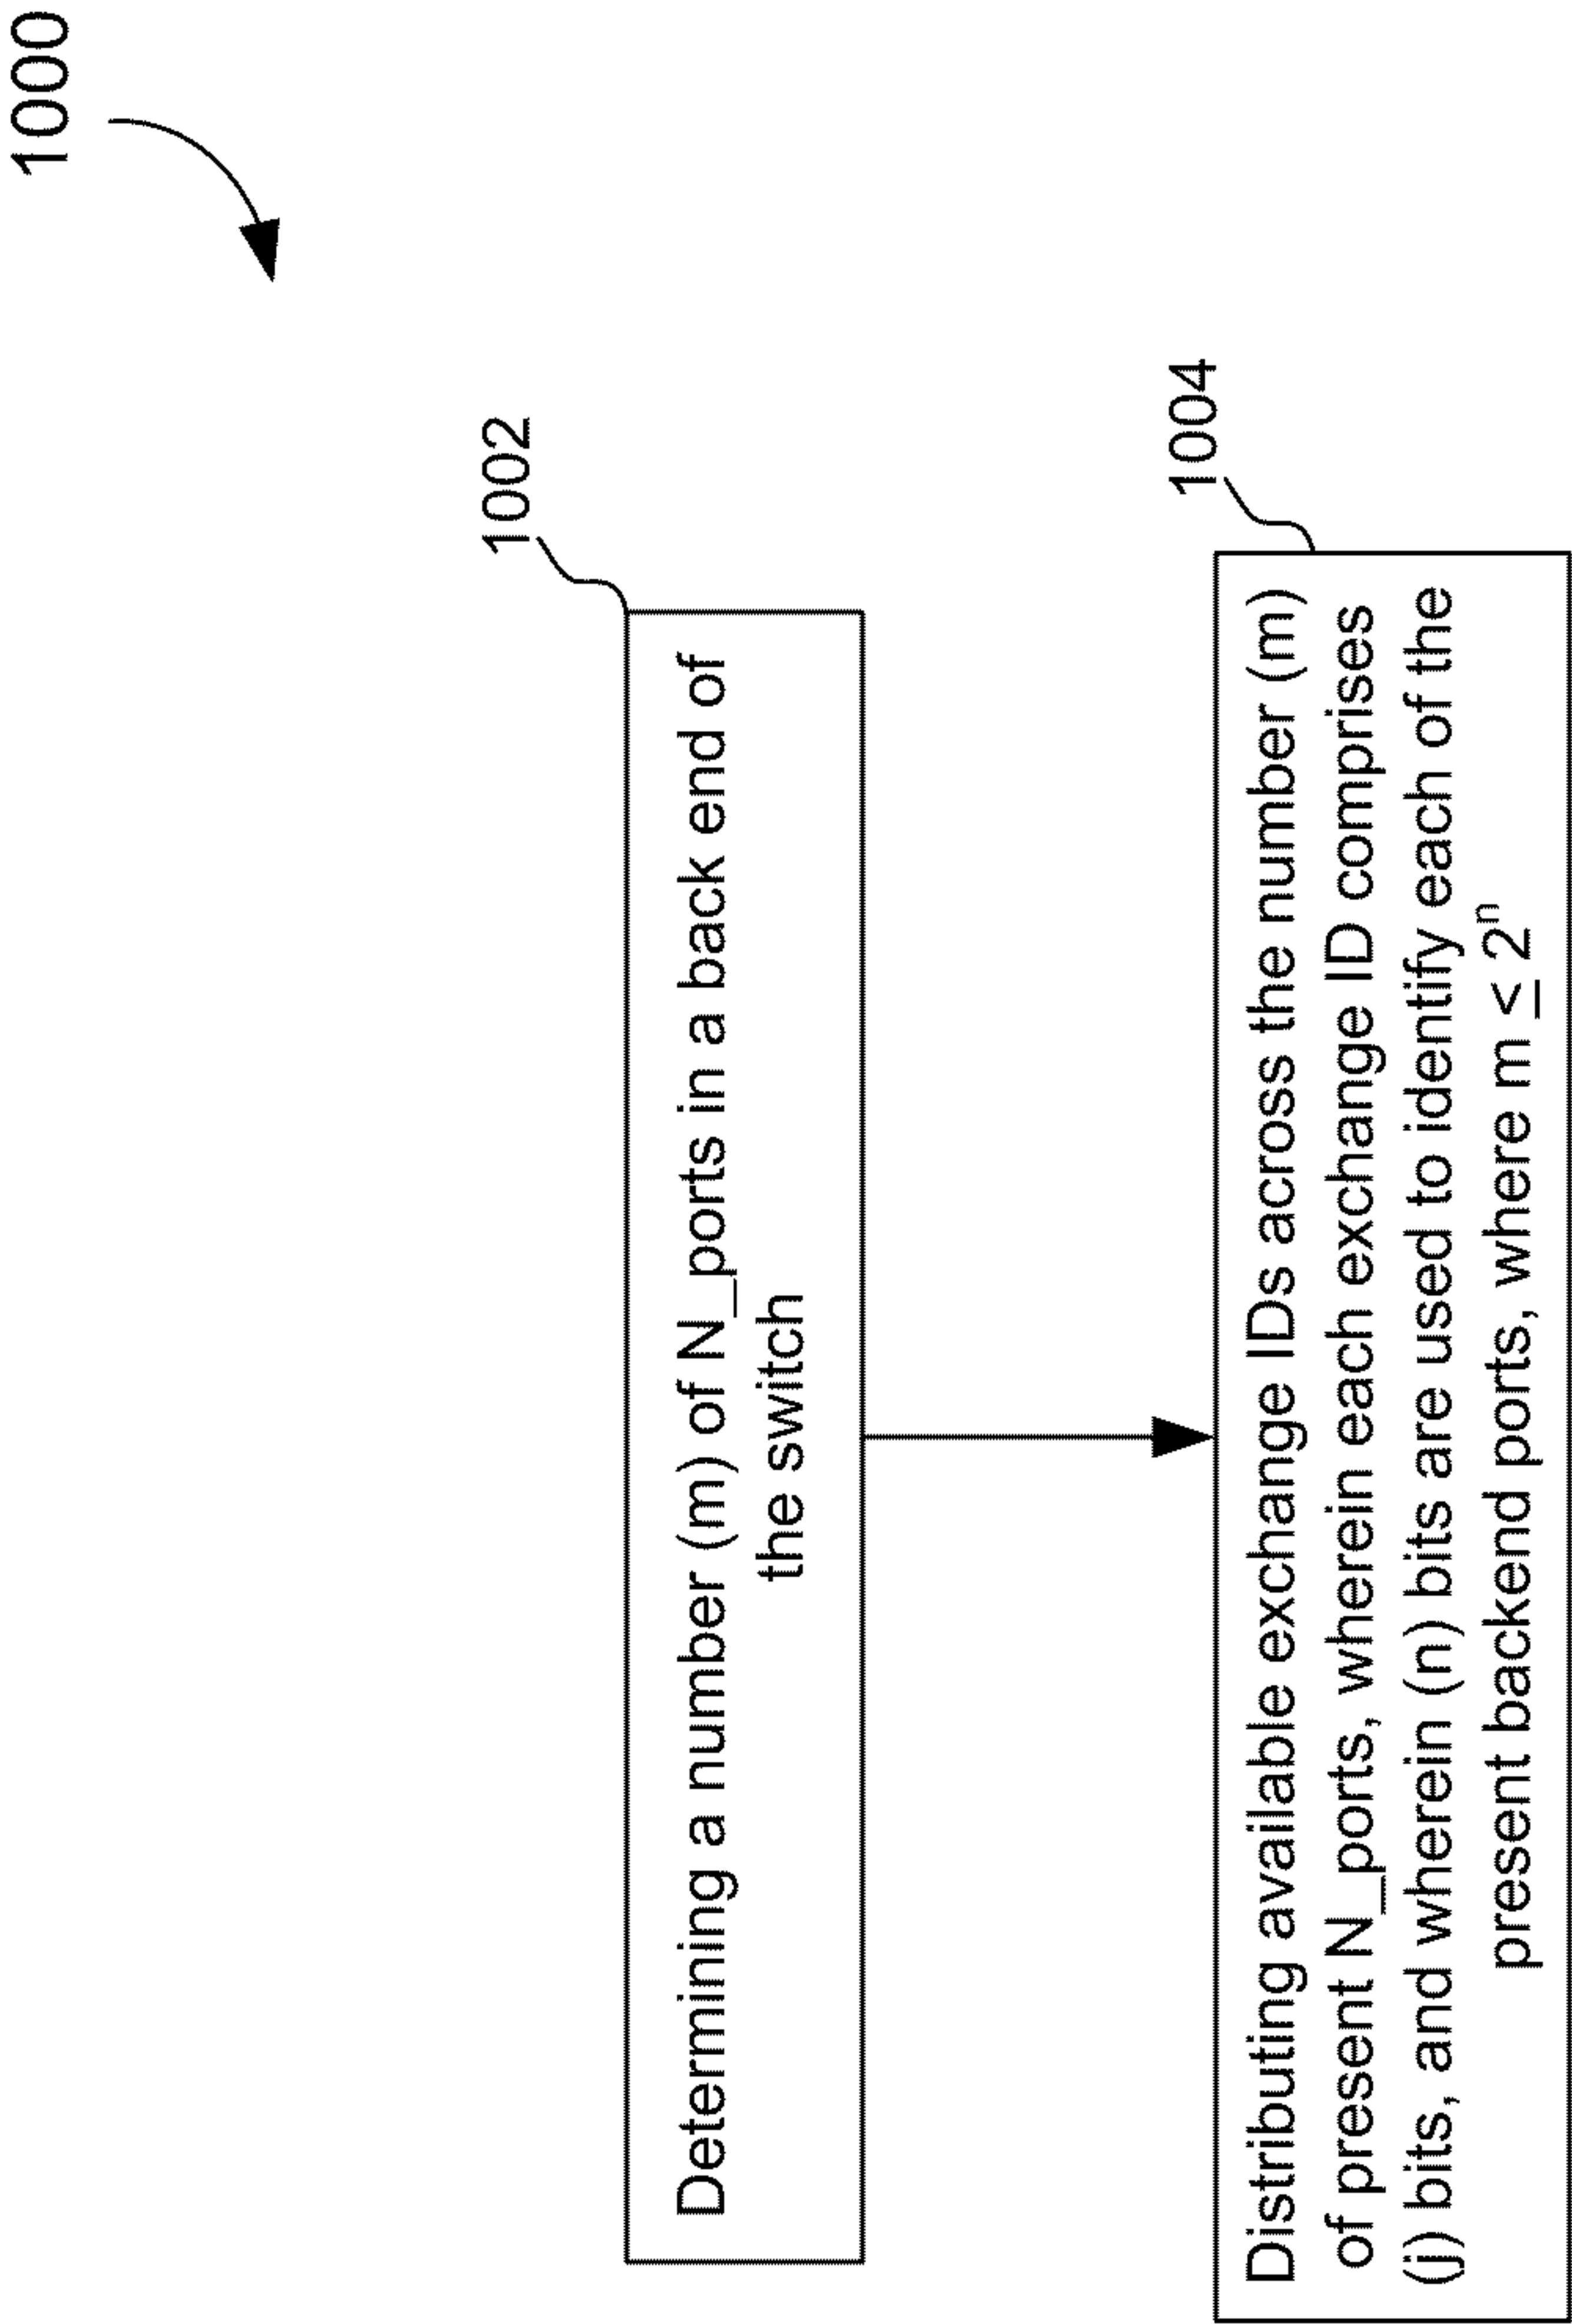 1000
1002
Determining a number (m) of N_ports in a back end of
the switch
1004
Distributing available exchange IDs across the number (m)
of present N_ports, wherein each exchange ID comprises
(j) bits, and wherein (n) bits are used to identify each of the
present backend ports, where m ≤ 2ⁿ